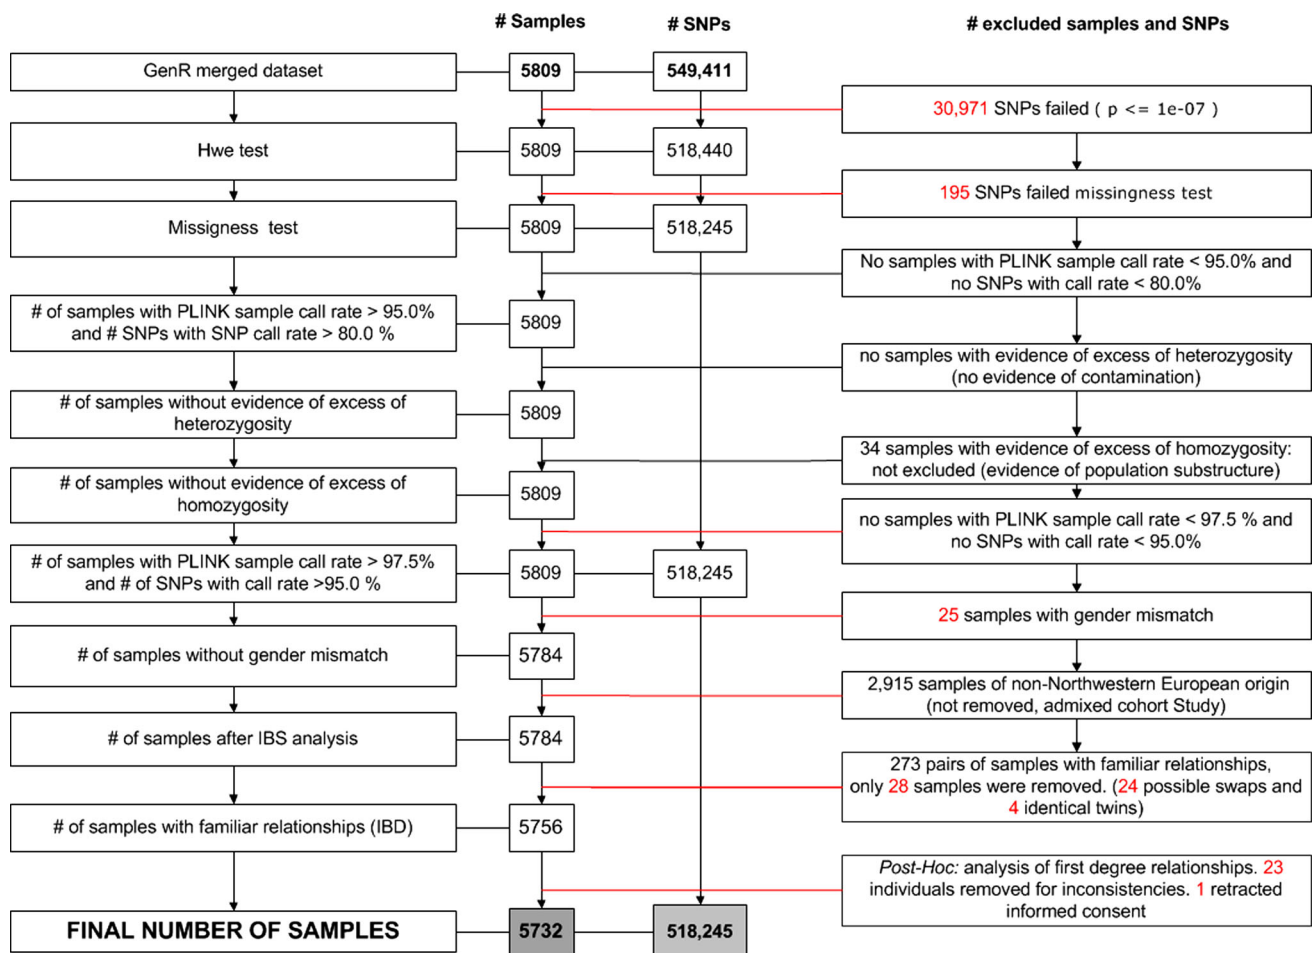 # Samples
# SNPs
# excluded samples and SNPs
GenR merged dataset
5809
549,411
30,971 SNPs failed ( p <= 1e-07 )
Hwe test
5809
518,440
195 SNPs failed missingness test
Missigness test
5809
518,245
No samples with PLINK sample call rate < 95.0% and
no SNPs with call rate < 80.0%
# of samples with PLINK sample call rate > 95.0%
and # SNPs with SNP call rate > 80.0 %
5809
no samples with evidence of excess of heterozygosity
(no evidence of contamination)
# of samples without evidence of excess of
heterozygosity
5809
34 samples with evidence of excess of homozygosity:
not excluded (evidence of population substructure)
# of samples without evidence of excess of
homozygosity
5809
no samples with PLINK sample call rate < 97.5 % and
no SNPs with call rate < 95.0%
# of samples with PLINK sample call rate > 97.5%
and # of SNPs with call rate >95.0 %
5809
518,245
25 samples with gender mismatch
# of samples without gender mismatch
5784
2,915 samples of non-Northwestern European origin
(not removed, admixed cohort Study)
# of samples after IBS analysis
5784
273 pairs of samples with familiar relationships,
only 28 samples were removed. (24 possible swaps and
4 identical twins)
# of samples with familiar relationships (IBD)
5756
Post-Hoc: analysis of first degree relationships. 23
individuals removed for inconsistencies. 1 retracted
informed consent
FINAL NUMBER OF SAMPLES
5732
518,245